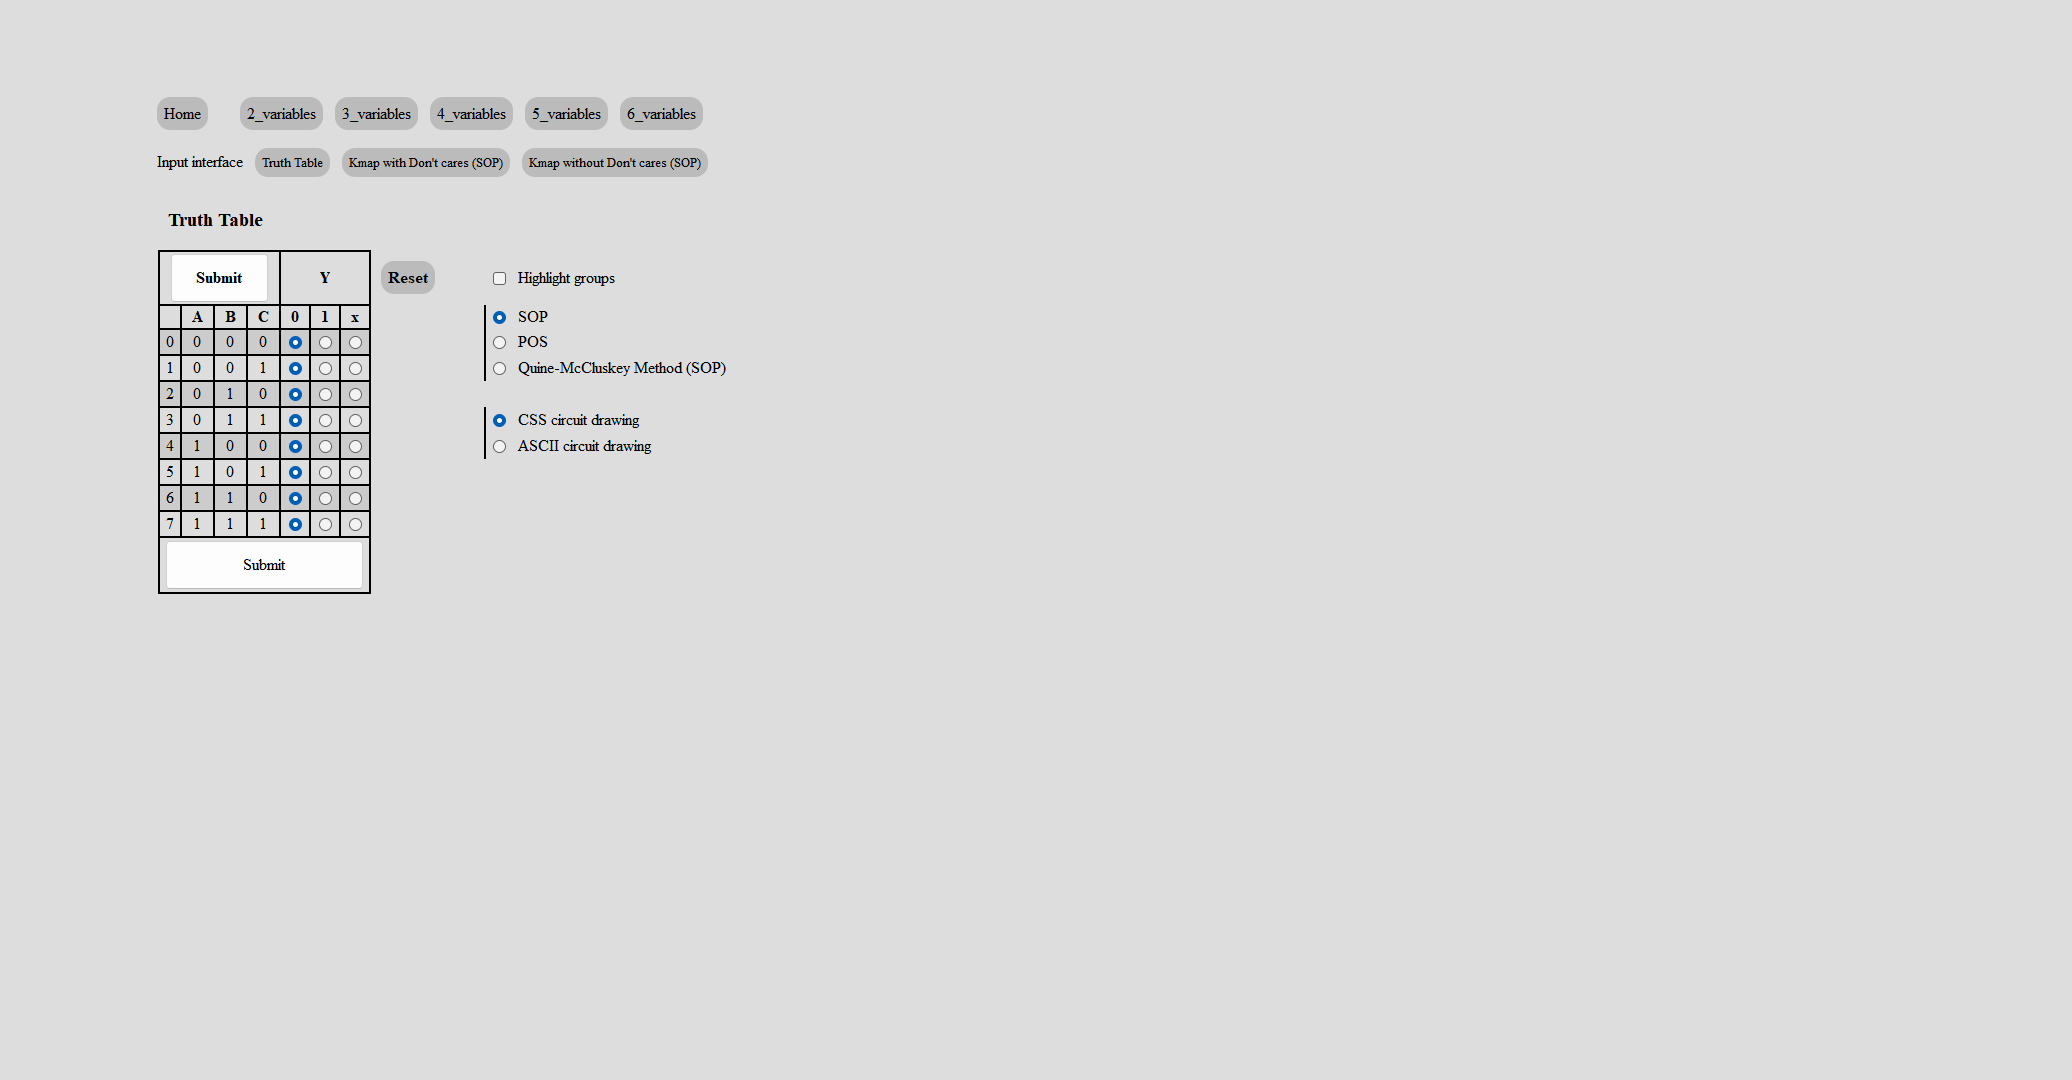 Home 2_variables 3_variables 4_variables 5_variables 6_variables
Input interface Truth Table Kmap with Don't cares (SOP) Kmap without Don't cares (SOP)
Truth Table
Submit Y Reset Highlight groups
A B C 0 1 x SOP
0 0 0 0 POS
1 0 0 1 Quine-McCluskey Method (SOP)
2 0 1 0
3 0 1 1 CSS circuit drawing
4 1 0 0 ASCII circuit drawing
5 1 0 1
6 1 1 0
7 1 1 1
Submit